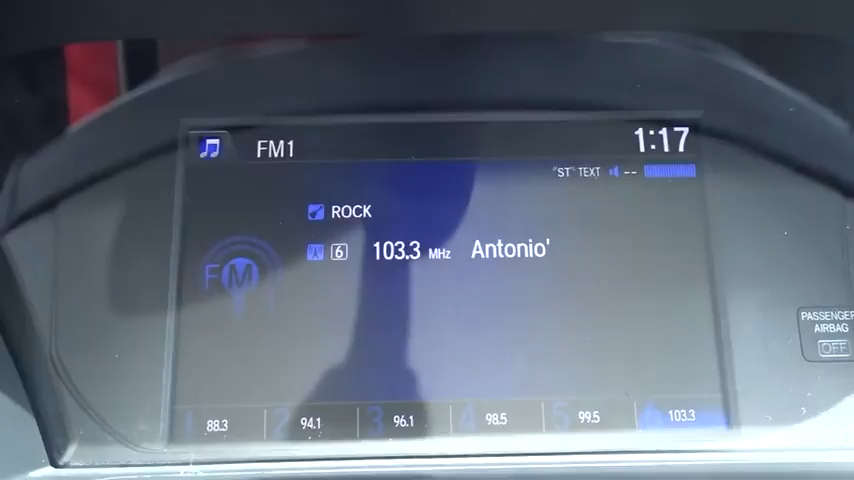 FM1 1:17
"ST" TEXT --
ROCK
FM 6 103.3 MHz Antonio'
PASSENGER
AIRBAG
OFF
1 88.3 2 94.1 3 96.1 4 98.5 5 99.5 6 103.3